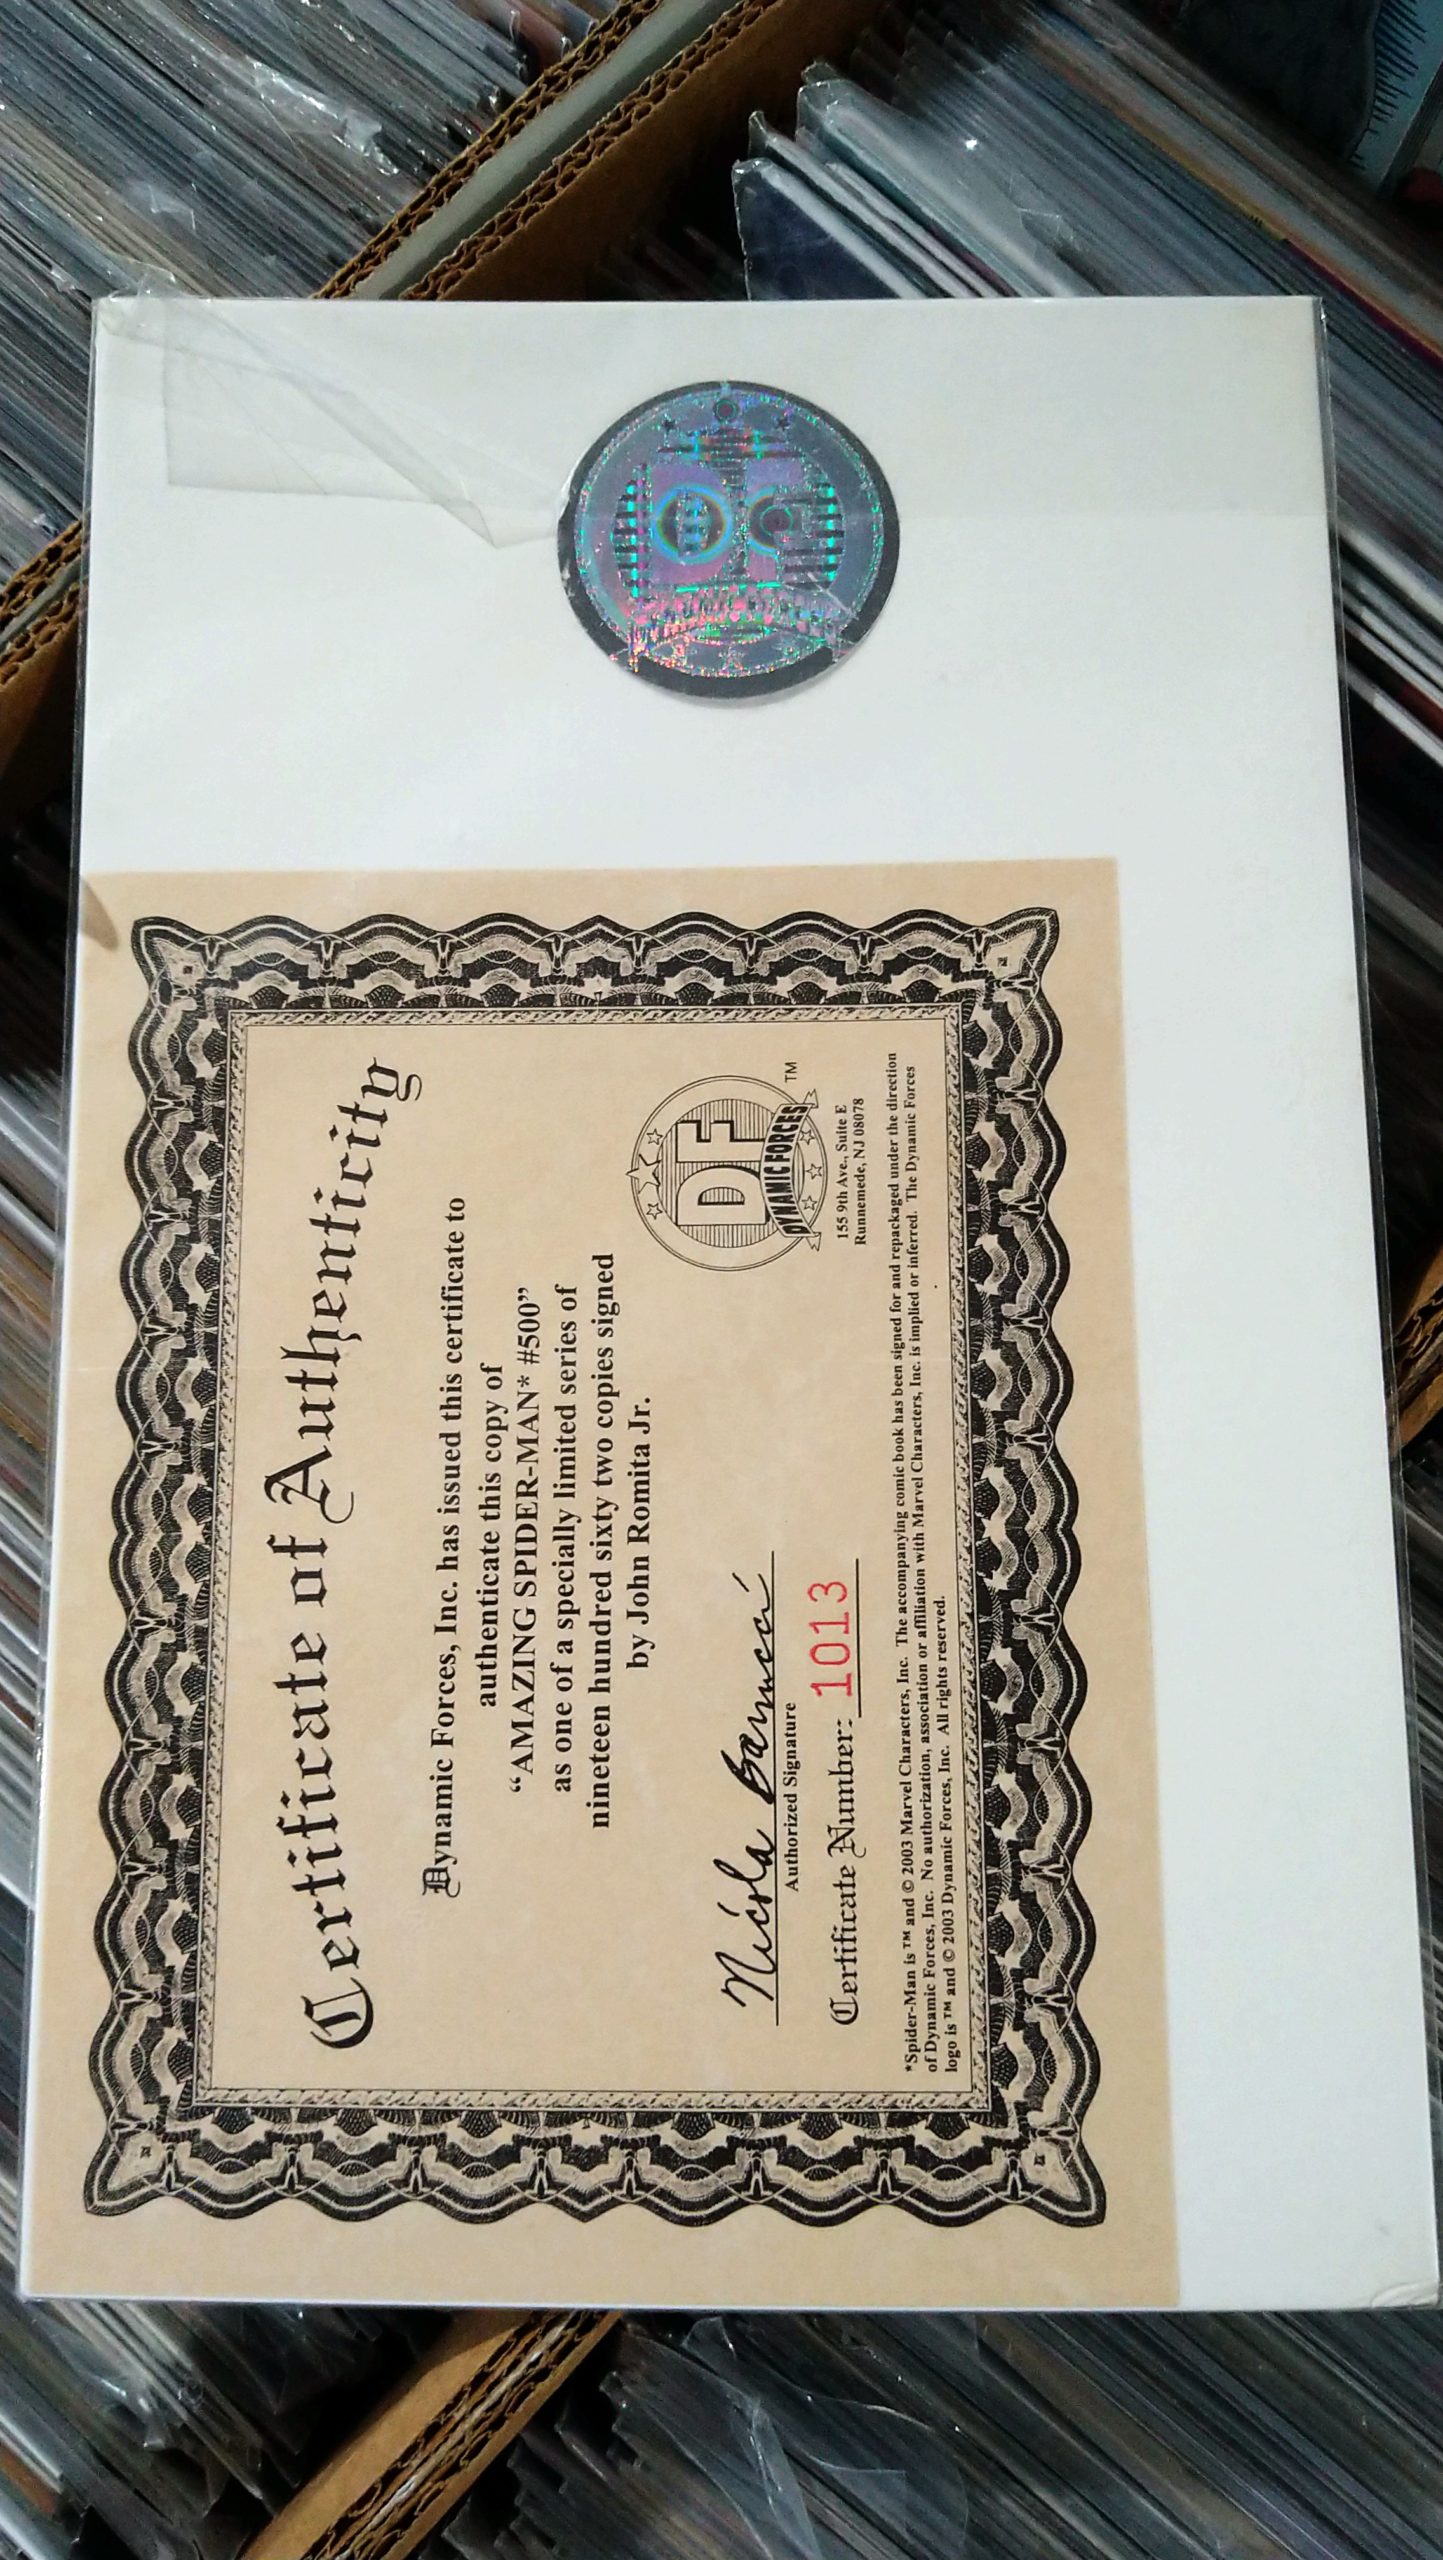 Certificate of Authenticity
Dynamic Forces, Inc. has issued this certificate to
authenticate this copy of
“AMAZING SPIDER-MAN* #500”
as one of a specially limited series of
nineteen hundred sixty two copies signed
by John Romita Jr.
Nicola Barrucci
Authorized Signature
Certificate Number: 1013
DF
DYNAMIC FORCES
TM
155 9th Ave., Suite E
Runnemede, NJ 08078
*Spider-Man is ™ and © 2003 Marvel Characters, Inc. The accompanying comic book has been signed for and repackaged under the direction
of Dynamic Forces, Inc. No authorization, association or affiliation with Marvel Characters, Inc. is implied or inferred. The Dynamic Forces
logo is ™ and © 2003 Dynamic Forces, Inc. All rights reserved.